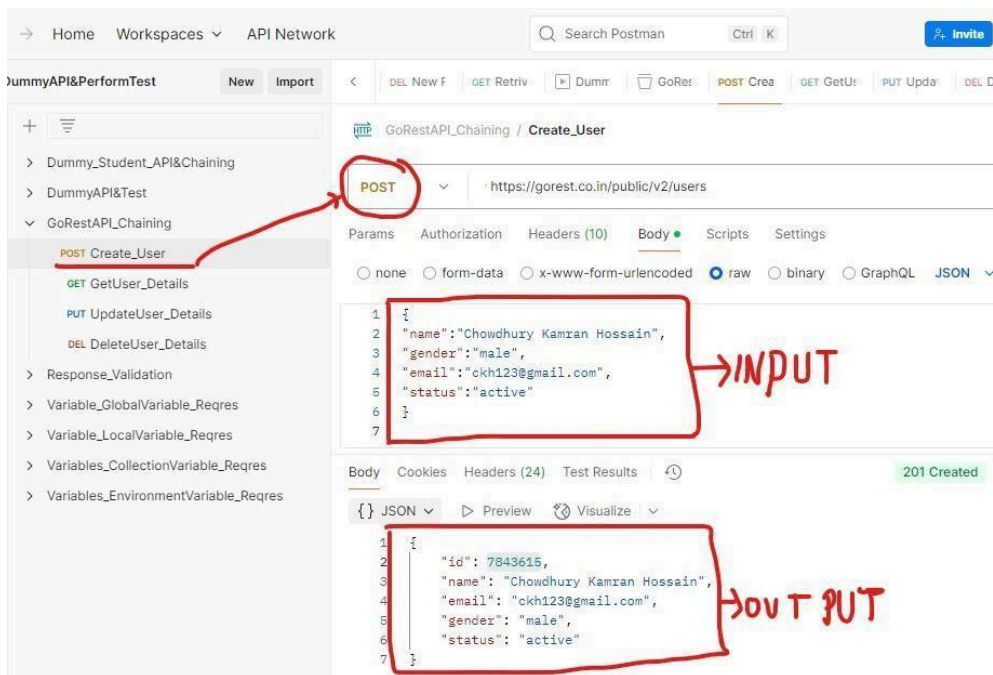 Home Workspaces API Network Search Postman Ctrl K Invite
DummyAPI&PerformTest New Import
DEL New F GET Retriv Dumm GoRes POST Crea GET GetUs PUT Upda DEL D
HTTP GoRestAPI_Chaining / Create_User
Dummy_Student_API&Chaining
DummyAPI&Test
GoRestAPI_Chaining
POST Create_User
GET GetUser_Details
PUT UpdateUser_Details
DEL DeleteUser_Details
Response_Validation
Variable_GlobalVariable_Reqres
Variable_LocalVariable_Reqres
Variables_CollectionVariable_Reqres
Variables_EnvironmentVariable_Reqres
POST https://gorest.co.in/public/v2/users
Params Authorization Headers (10) Body Scripts Settings
none form-data x-www-form-urlencoded raw binary GraphQL JSON
1 {
2 "name":"Chowdhury Kamran Hossain",
3 "gender":"male",
4 "email":"ckh123@gmail.com",
5 "status":"active"
6 }
7
INPUT
Body Cookies Headers (24) Test Results 201 Created
{} JSON Preview Visualize
1 {
2 "id": 7843615,
3 "name": "Chowdhury Kamran Hossain",
4 "email": "ckh123@gmail.com",
5 "gender": "male",
6 "status": "active"
7 }
OUTPUT